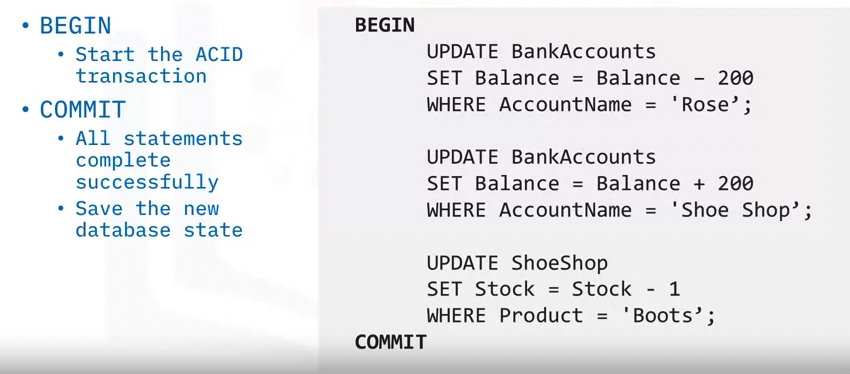 • BEGIN
• Start the ACID
transaction
• COMMIT
• All statements
complete
successfully
• Save the new
database state
BEGIN
UPDATE BankAccounts
SET Balance = Balance – 200
WHERE AccountName = 'Rose’;
UPDATE BankAccounts
SET Balance = Balance + 200
WHERE AccountName = 'Shoe Shop’;
UPDATE ShoeShop
SET Stock = Stock - 1
WHERE Product = 'Boots’;
COMMIT